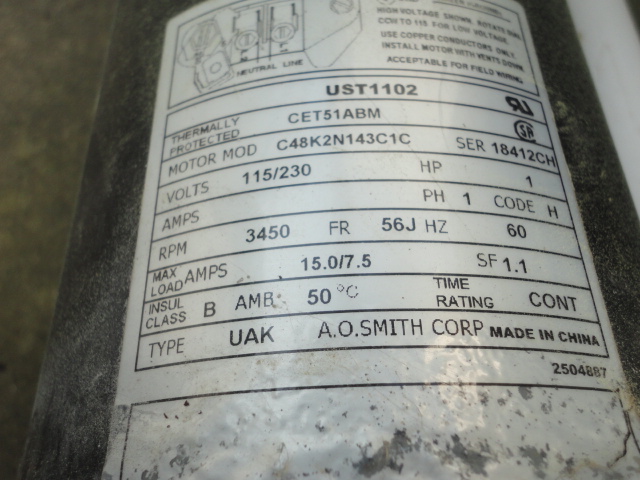 HIGH VOLTAGE SHOWN. ROTATE DIAL
CCW TO 115 FOR LOW VOLTAGE.
USE COPPER CONDUCTORS ONLY.
INSTALL MOTOR WITH VENTS DOWN.
ACCEPTABLE FOR FIELD WIRING
NEUTRAL LINE
UST1102
THERMALLY PROTECTED CET51ABM
MOTOR MOD C48K2N143C1C SER 18412CH
VOLTS 115/230 HP 1
AMPS PH 1 CODE H
RPM 3450 FR 56J HZ 60
MAX LOAD AMPS 15.0/7.5 SF 1.1
INSUL CLASS B AMB 50 °C TIME RATING CONT
TYPE UAK A.O.SMITH CORP MADE IN CHINA
2504887